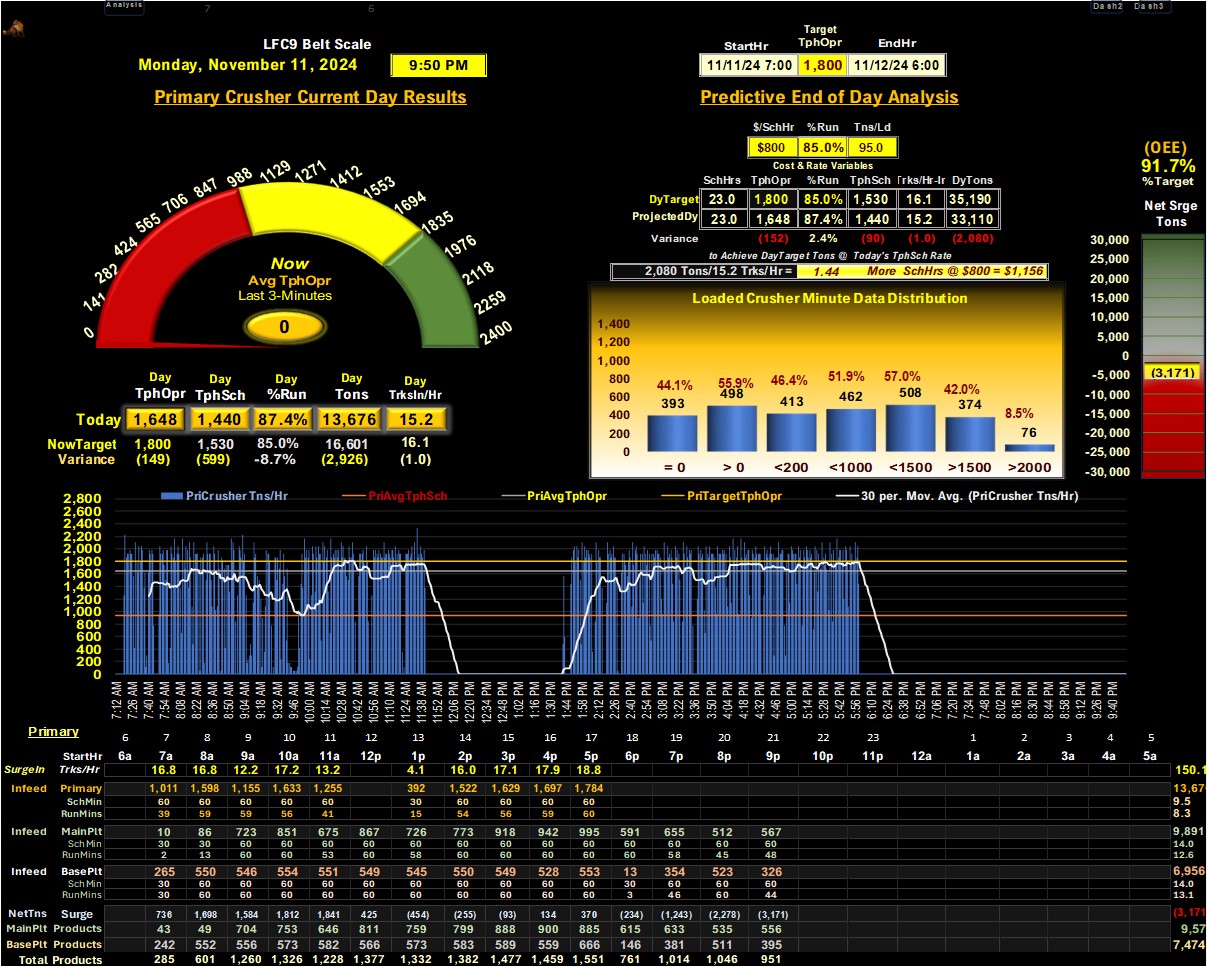 Analysis
7
6
Dash2 Dash3
LFC9 Belt Scale
Monday, November 11, 2024
9:50 PM
Primary Crusher Current Day Results
0
141
282
424
565
706
847
988
1129
1271
1412
1553
1694
1835
1976
2118
2259
2400
Now
Avg TphOpr
Last 3-Minutes
0
Day Day Day Day Day
TphOpr TphSch %Run Tons TrksIn/Hr
Today 1,648 1,440 87.4% 13,676 15.2
NowTarget 1,800 1,530 85.0% 16,601 16.1
Variance (149) (599) -8.7% (2,926) (1.0)
StartHr Target TphOpr EndHr
11/11/24 7:00 1,800 11/12/24 6:00
Predictive End of Day Analysis
$/SchHr %Run Tns/Ld
$800 85.0% 95.0
Cost & Rate Variables
SchHrs TphOpr %Run TphSch Trks/Hr-Ir DyTons
DyTarget 23.0 1,800 85.0% 1,530 16.1 35,190
ProjectedDy 23.0 1,648 87.4% 1,440 15.2 33,110
Variance (152) 2.4% (90) (1.0) (2,080)
to Achieve DayTarget Tons @ Today's TphSch Rate
2,080 Tons/15.2 Trks/Hr = 1.44 More SchHrs @ $800 = $1,156
Loaded Crusher Minute Data Distribution
1,400
1,200
1,000
800
600
400
200
0
44.1% 55.9% 46.4% 51.9% 57.0% 42.0% 8.5%
393 498 413 462 508 374 76
= 0 > 0 <200 <1000 <1500 >1500 >2000
(OEE)
91.7%
%Target
Net Srge
Tons
30,000
25,000
20,000
15,000
10,000
5,000
0
-5,000
-10,000
-15,000
-20,000
-25,000
-30,000
(3,171)
PriCrusher Tns/Hr PriAvgTphSch PriAvgTphOpr PriTargetTphOpr 30 per. Mov. Avg. (PriCrusher Tns/Hr)
2,800
2,600
2,400
2,200
2,000
1,800
1,600
1,400
1,200
1,000
800
600
400
200
0
7:12 AM 7:26 AM 7:40 AM 7:54 AM 8:08 AM 8:22 AM 8:36 AM 8:50 AM 9:04 AM 9:18 AM 9:32 AM 9:46 AM 10:00 AM 10:14 AM 10:28 AM 10:42 AM 10:56 AM 11:10 AM 11:24 AM 11:38 AM 11:52 AM 12:06 PM 12:20 PM 12:34 PM 12:48 PM 1:02 PM 1:16 PM 1:30 PM 1:44 PM 1:58 PM 2:12 PM 2:26 PM 2:40 PM 2:54 PM 3:08 PM 3:22 PM 3:36 PM 3:50 PM 4:04 PM 4:18 PM 4:32 PM 4:46 PM 5:00 PM 5:14 PM 5:28 PM 5:42 PM 5:56 PM 6:10 PM 6:24 PM 6:38 PM 6:52 PM 7:06 PM 7:20 PM 7:34 PM 7:48 PM 8:02 PM 8:16 PM 8:30 PM 8:44 PM 8:58 PM 9:12 PM 9:26 PM 9:40 PM
Primary 6 7 8 9 10 11 12 13 14 15 16 17 18 19 20 21 22 23 1 2 3 4 5
StartHr 6a 7a 8a 9a 10a 11a 12p 1p 2p 3p 4p 5p 6p 7p 8p 9p 10p 11p 12a 1a 2a 3a 4a 5a
SurgeIn Trks/Hr 16.8 16.8 12.2 17.2 13.2 4.1 16.0 17.1 17.9 18.8 150.1
Infeed Primary 1,011 1,598 1,155 1,633 1,255 392 1,522 1,629 1,697 1,784 13,67
SchMin 60 60 60 60 60 30 60 60 60 60 9.5
RunMins 39 59 59 56 41 15 54 56 59 60 8.3
Infeed MainPlt 10 86 723 851 675 867 726 773 918 942 995 591 655 512 567 9,891
SchMin 30 30 60 60 60 60 60 60 60 60 60 60 60 60 60 14.0
RunMins 2 13 60 60 53 60 58 60 60 60 60 60 58 45 48 12.6
Infeed BasePlt 265 550 546 554 551 549 545 550 549 528 553 13 354 523 326 6,956
SchMin 30 60 60 60 60 60 60 60 60 60 60 30 60 60 60 14.0
RunMins 30 60 60 60 60 60 60 60 60 60 60 3 46 60 44 13.1
NetTns Surge 736 1,698 1,584 1,812 1,841 425 (454) (255) (93) 134 370 (234) (1,243) (2,278) (3,171) (3,171
MainPlt Products 43 49 704 753 646 811 759 799 888 900 885 615 633 535 556 9,57
BasePlt Products 242 552 556 573 582 566 573 583 589 559 666 146 381 511 395 7,474
Total Products 285 601 1,260 1,326 1,228 1,377 1,332 1,382 1,477 1,459 1,551 761 1,014 1,046 951